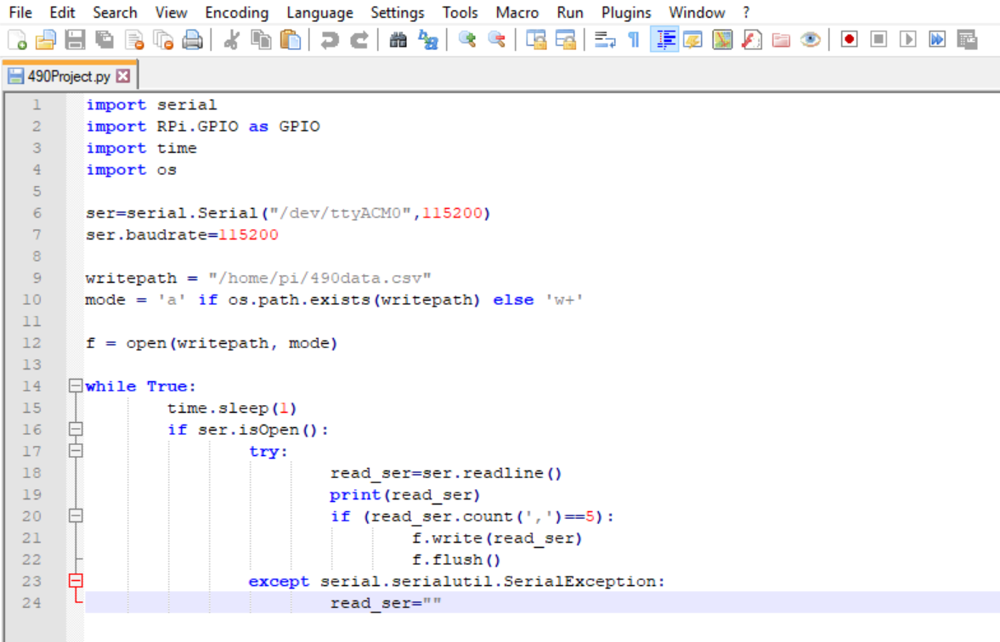 File Edit Search View Encoding Language Settings Tools Macro Run Plugins Window ?
490Project.py
1 import serial
2 import RPi.GPIO as GPIO
3 import time
4 import os
5
6 ser=serial.Serial("/dev/ttyACM0",115200)
7 ser.baudrate=115200
8
9 writepath = "/home/pi/490data.csv"
10 mode = 'a' if os.path.exists(writepath) else 'w+'
11
12 f = open(writepath, mode)
13
14 while True:
15 time.sleep(1)
16 if ser.isOpen():
17 try:
18 read_ser=ser.readline()
19 print(read_ser)
20 if (read_ser.count(',')==5):
21 f.write(read_ser)
22 f.flush()
23 except serial.serialutil.SerialException:
24 read_ser=""